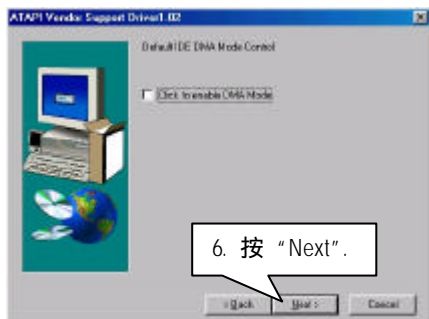 ATAPI Vendor Support Driver1.02
Default IDE DMA Mode Control
Click to enable DMA Mode
6. 按 "Next".
< Back Next > Cancel